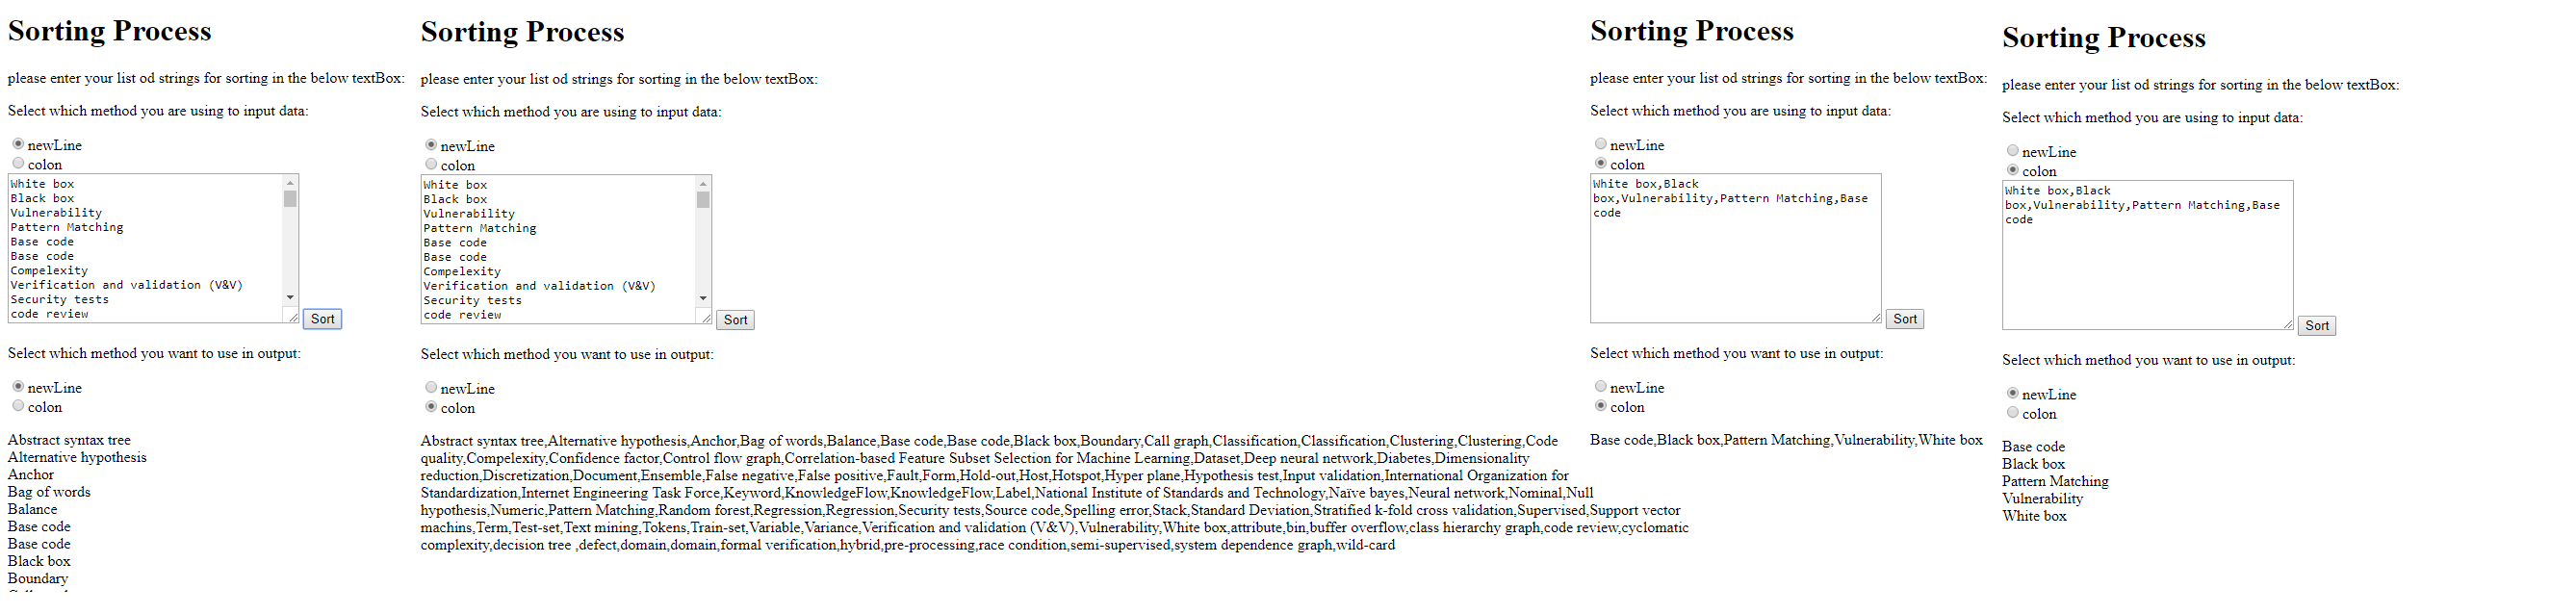 Sorting Process
please enter your list od strings for sorting in the below textBox:
Select which method you are using to input data:
newLine
colon
White box
Black box
Vulnerability
Pattern Matching
Base code
Base code
Compelexity
Verification and validation (V&V)
Security tests
code review
Sort
Select which method you want to use in output:
newLine
colon
Abstract syntax tree
Alternative hypothesis
Anchor
Bag of words
Balance
Base code
Base code
Black box
Boundary
Sorting Process
please enter your list od strings for sorting in the below textBox:
Select which method you are using to input data:
newLine
colon
White box
Black box
Vulnerability
Pattern Matching
Base code
Base code
Compelexity
Verification and validation (V&V)
Security tests
code review
Sort
Select which method you want to use in output:
newLine
colon
Abstract syntax tree,Alternative hypothesis,Anchor,Bag of words,Balance,Base code,Base code,Black box,Boundary,Call graph,Classification,Classification,Clustering,Clustering,Code
quality,Compelexity,Confidence factor,Control flow graph,Correlation-based Feature Subset Selection for Machine Learning,Dataset,Deep neural network,Diabetes,Dimensionality
reduction,Discretization,Document,Ensemble,False negative,False positive,Fault,Form,Hold-out,Host,Hotspot,Hyper plane,Hypothesis test,Input validation,International Organization for
Standardization,Internet Engineering Task Force,Keyword,KnowledgeFlow,KnowledgeFlow,Label,National Institute of Standards and Technology,Naïve bayes,Neural network,Nominal,Null
hypothesis,Numeric,Pattern Matching,Random forest,Regression,Regression,Security tests,Source code,Spelling error,Stack,Standard Deviation,Stratified k-fold cross validation,Supervised,Support vector
machins,Term,Test-set,Text mining,Tokens,Train-set,Variable,Variance,Verification and validation (V&V),Vulnerability,White box,attribute,bin,buffer overflow,class hierarchy graph,code review,cyclomatic
complexity,decision tree ,defect,domain,domain,formal verification,hybrid,pre-processing,race condition,semi-supervised,system dependence graph,wild-card
Sorting Process
please enter your list od strings for sorting in the below textBox:
Select which method you are using to input data:
newLine
colon
White box,Black
box,Vulnerability,Pattern Matching,Base
code
Sort
Select which method you want to use in output:
newLine
colon
Base code,Black box,Pattern Matching,Vulnerability,White box
Sorting Process
please enter your list od strings for sorting in the below textBox:
Select which method you are using to input data:
newLine
colon
White box,Black
box,Vulnerability,Pattern Matching,Base
code
Sort
Select which method you want to use in output:
newLine
colon
Base code
Black box
Pattern Matching
Vulnerability
White box